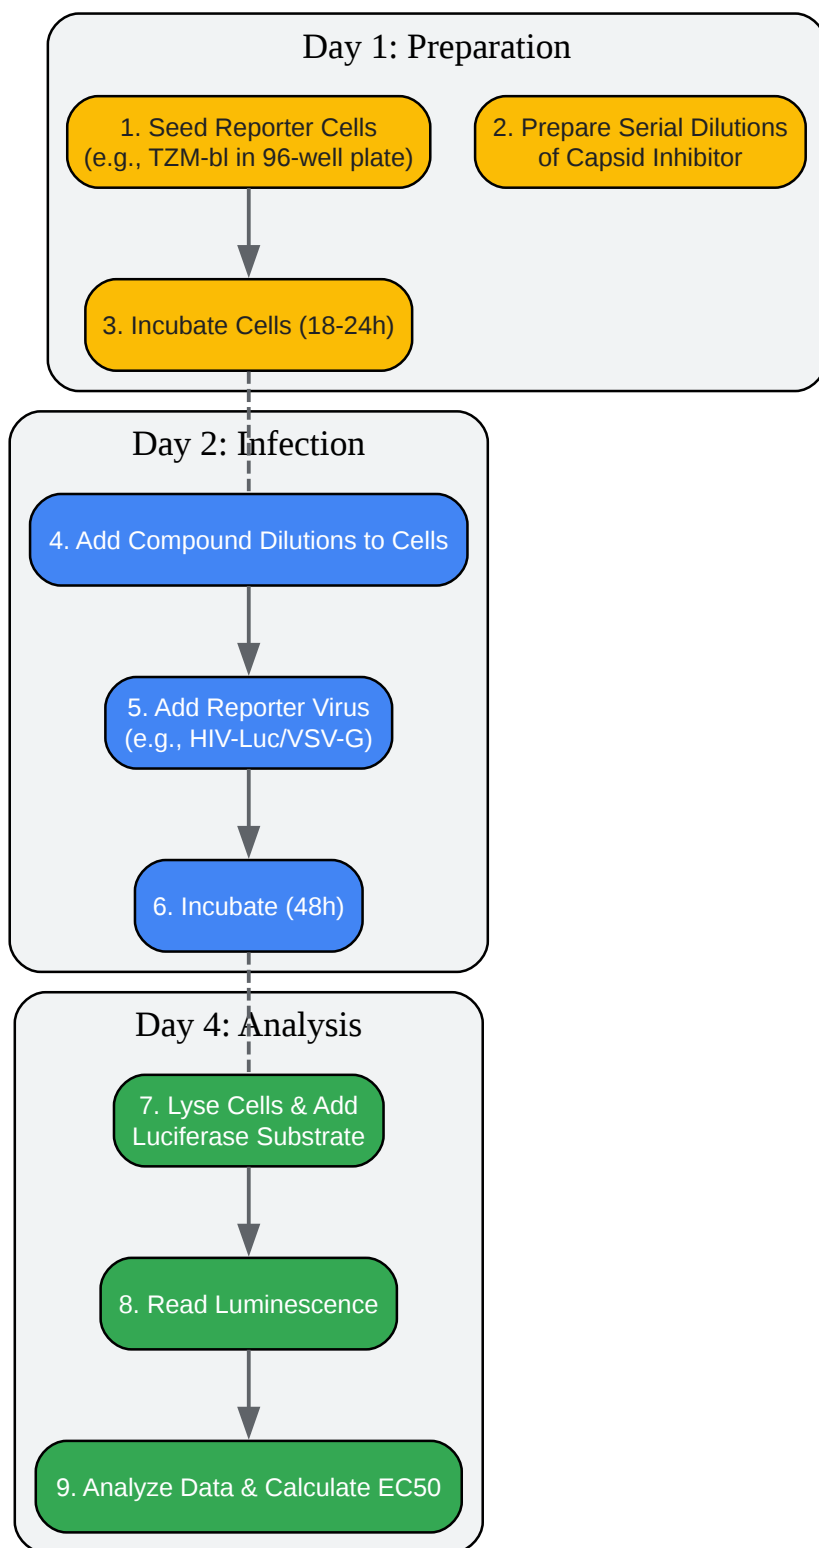 Day 1: Preparation
1. Seed Reporter Cells
(e.g., TZM-bl in 96-well plate)
2. Prepare Serial Dilutions
of Capsid Inhibitor
3. Incubate Cells (18-24h)
Day 2: Infection
4. Add Compound Dilutions to Cells
5. Add Reporter Virus
(e.g., HIV-Luc/VSV-G)
6. Incubate (48h)
Day 4: Analysis
7. Lyse Cells & Add
Luciferase Substrate
8. Read Luminescence
9. Analyze Data & Calculate EC50